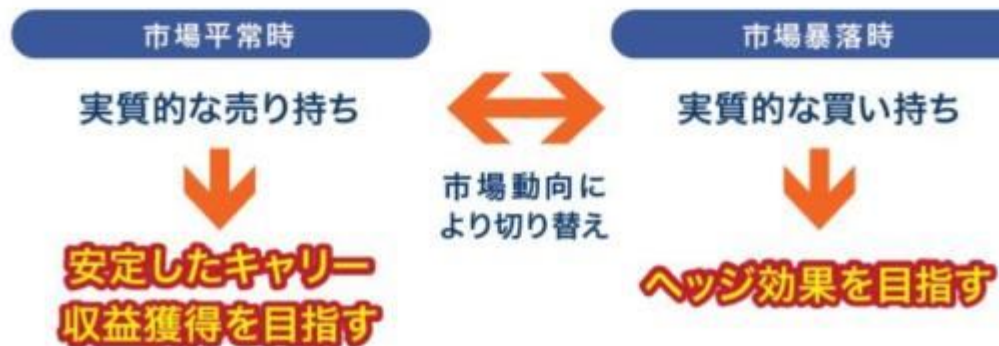 市場平常時
実質的な売り持ち
安定したキャリー
収益獲得を目指す
市場動向に
より切り替え
市場暴落時
実質的な買い持ち
ヘッジ効果を目指す